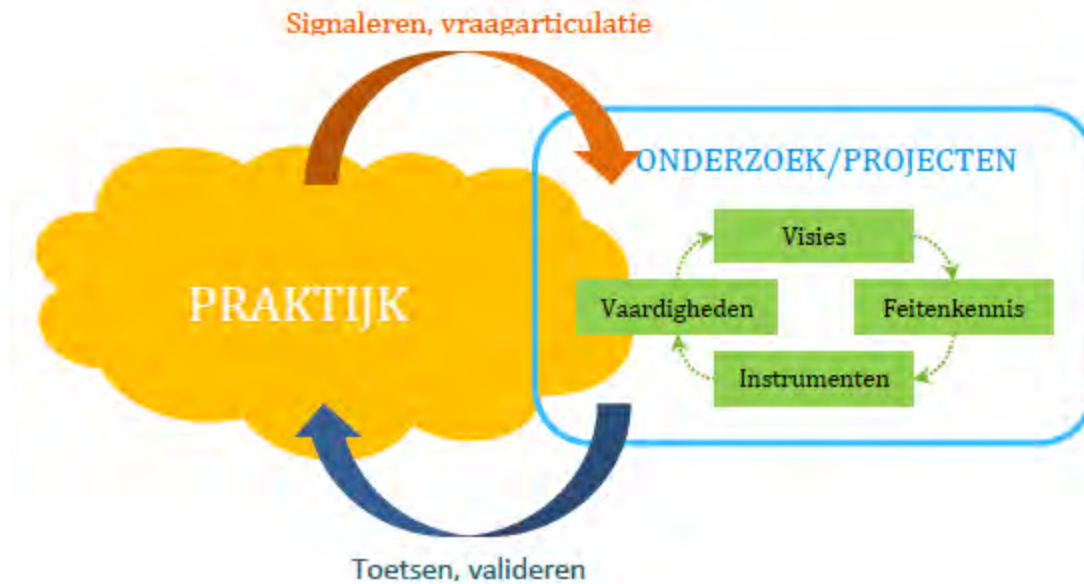 Signaleren, vraagarticulatie
ONDERZOEK/PROJECTEN
Visies
PRAKTIJK
Vaardigheden
Feitenkennis
Instrumenten
Toetsen, valideren